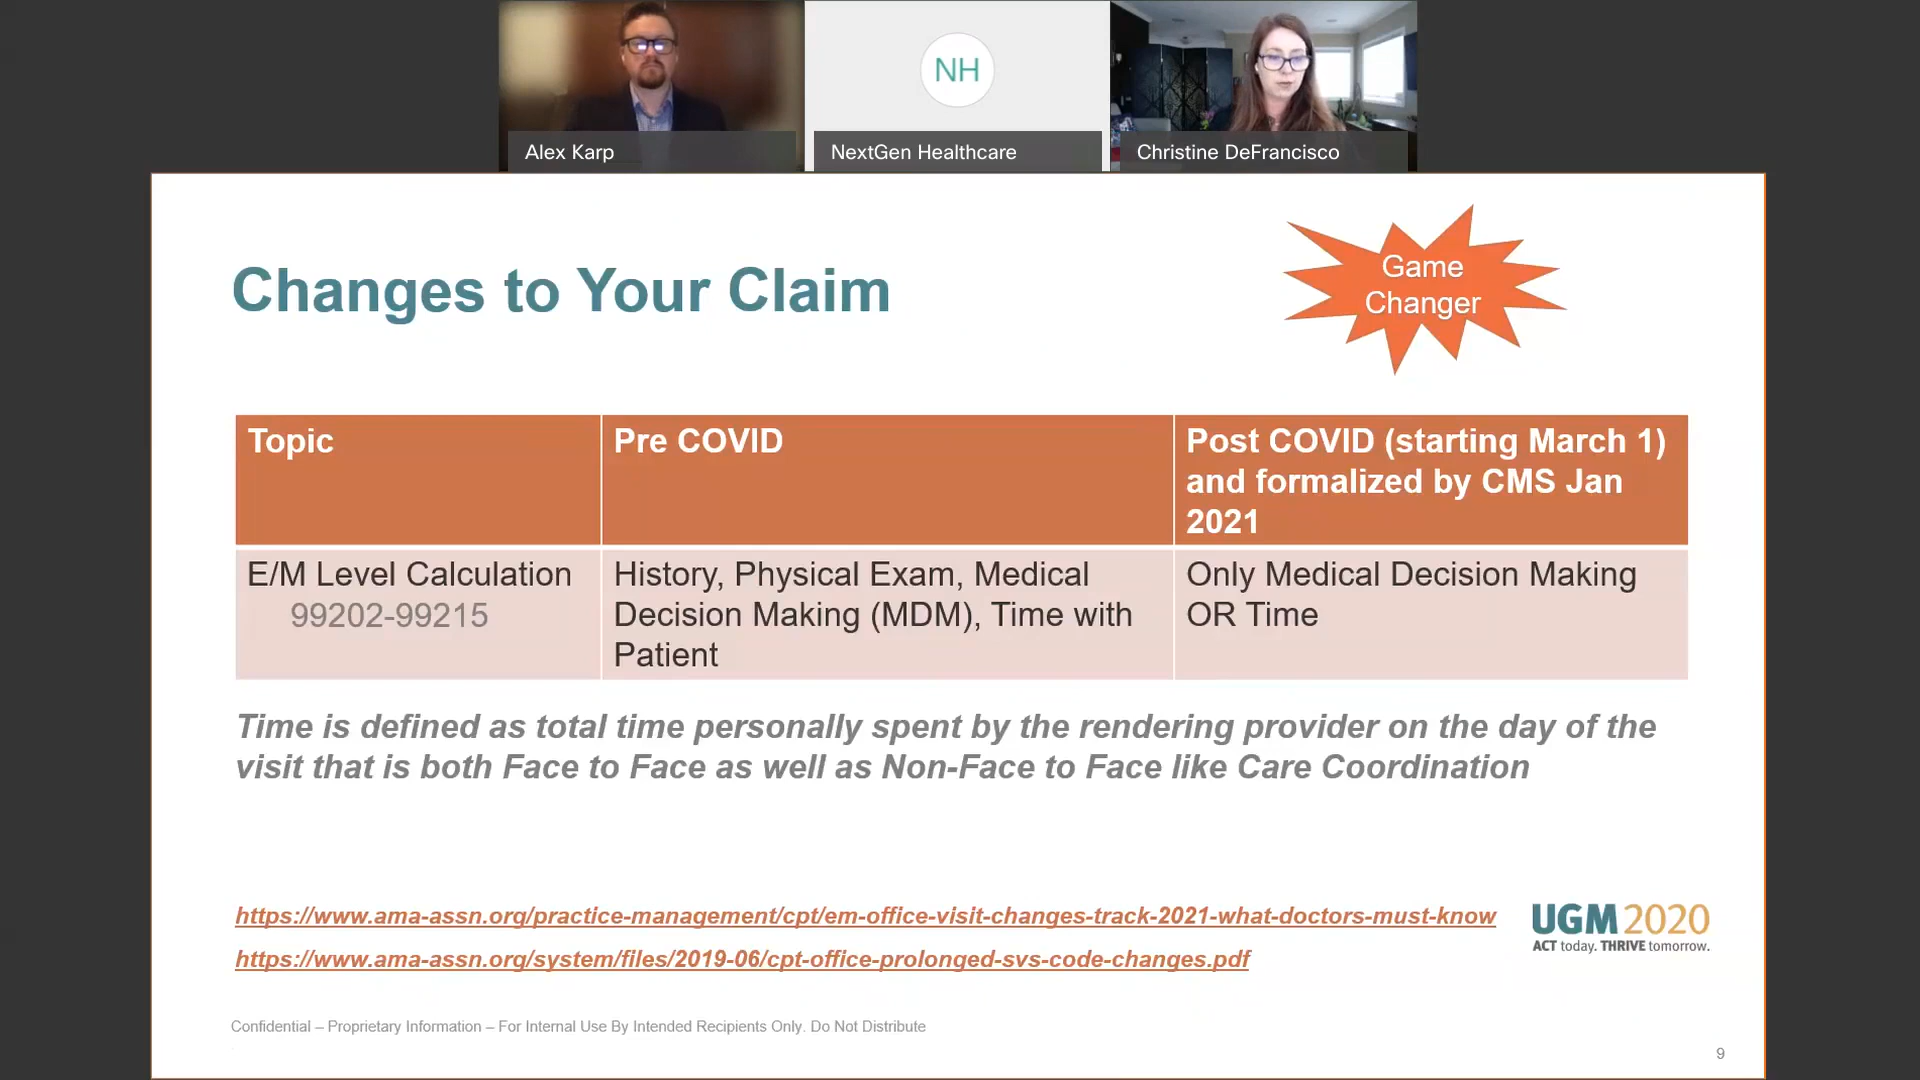 NH
Alex Karp
NextGen Healthcare
Christine DeFrancisco
Changes to Your Claim
Game
Changer
Topic
Pre COVID
Post COVID (starting March 1)
and formalized by CMS Jan
2021
E/M Level Calculation
99202-99215
History, Physical Exam, Medical
Decision Making (MDM), Time with
Patient
Only Medical Decision Making
OR Time
Time is defined as total time personally spent by the rendering provider on the day of the
visit that is both Face to Face as well as Non-Face to Face like Care Coordination
https://www.ama-assn.org/practice-management/cpt/em-office-visit-changes-track-2021-what-doctors-must-know
https://www.ama-assn.org/system/files/2019-06/cpt-office-prolonged-svs-code-changes.pdf
UGM 2020
ACT today. THRIVE tomorrow.
Confidential – Proprietary Information – For Internal Use By Intended Recipients Only. Do Not Distribute
9